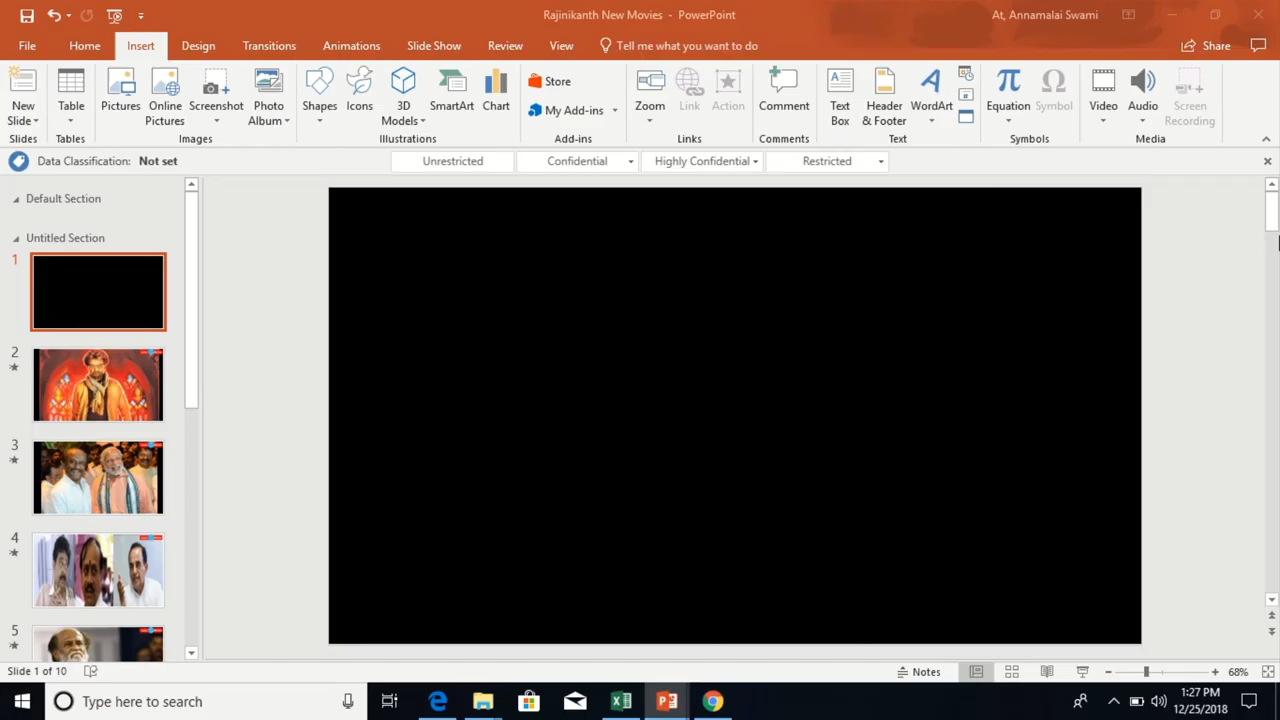 Rajinikanth New Movies - PowerPoint
At, Annamalai Swami
File Home Insert Design Transitions Animations Slide Show Review View Tell me what you want to do Share
New Slide Table Pictures Online Pictures Screenshot Photo Album Shapes Icons 3D Models SmartArt Chart Store My Add-ins Zoom Link Action Comment Text Box Header & Footer WordArt Equation Symbol Video Audio Screen Recording
Slides Tables Images Illustrations Add-ins Links Comments Text Symbols Media
Data Classification: Not set Unrestricted Confidential Highly Confidential Restricted
Default Section
Untitled Section
1
2
3
4
5
Slide 1 of 10 Notes 68%
Type here to search
1:27 PM
12/25/2018